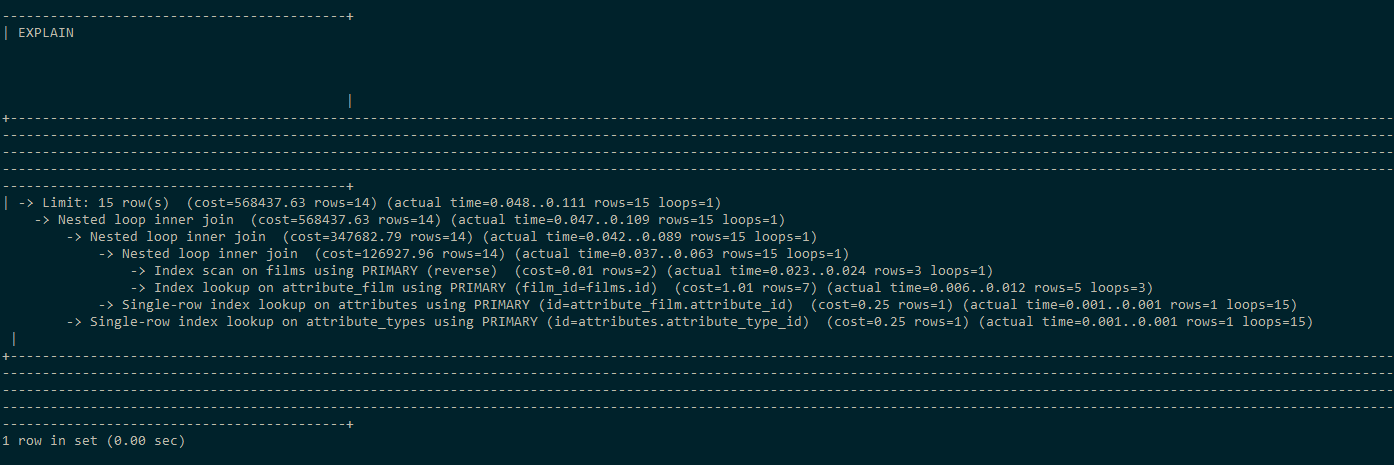 -------------------------------------------+
| EXPLAIN
|
+-----------------------------------------------------------------------------------------------------------------------------------------------------------------------------
------------------------------------------------------------------------------------------------------------------------------------------------------------------------------
------------------------------------------------------------------------------------------------------------------------------------------------------------------------------
------------------------------------------------------------------------------------------------------------------------------------------------------------------------------
-------------------------------------------+
| -> Limit: 15 row(s)  (cost=568437.63 rows=14) (actual time=0.048..0.111 rows=15 loops=1)
    -> Nested loop inner join  (cost=568437.63 rows=14) (actual time=0.047..0.109 rows=15 loops=1)
        -> Nested loop inner join  (cost=347682.79 rows=14) (actual time=0.042..0.089 rows=15 loops=1)
            -> Nested loop inner join  (cost=126927.96 rows=14) (actual time=0.037..0.063 rows=15 loops=1)
                -> Index scan on films using PRIMARY (reverse)  (cost=0.01 rows=2) (actual time=0.023..0.024 rows=3 loops=1)
                -> Index lookup on attribute_film using PRIMARY (film_id=films.id)  (cost=1.01 rows=7) (actual time=0.006..0.012 rows=5 loops=3)
            -> Single-row index lookup on attributes using PRIMARY (id=attribute_film.attribute_id)  (cost=0.25 rows=1) (actual time=0.001..0.001 rows=1 loops=15)
        -> Single-row index lookup on attribute_types using PRIMARY (id=attributes.attribute_type_id)  (cost=0.25 rows=1) (actual time=0.001..0.001 rows=1 loops=15)
 |
+-----------------------------------------------------------------------------------------------------------------------------------------------------------------------------
------------------------------------------------------------------------------------------------------------------------------------------------------------------------------
------------------------------------------------------------------------------------------------------------------------------------------------------------------------------
------------------------------------------------------------------------------------------------------------------------------------------------------------------------------
-------------------------------------------+
1 row in set (0.00 sec)